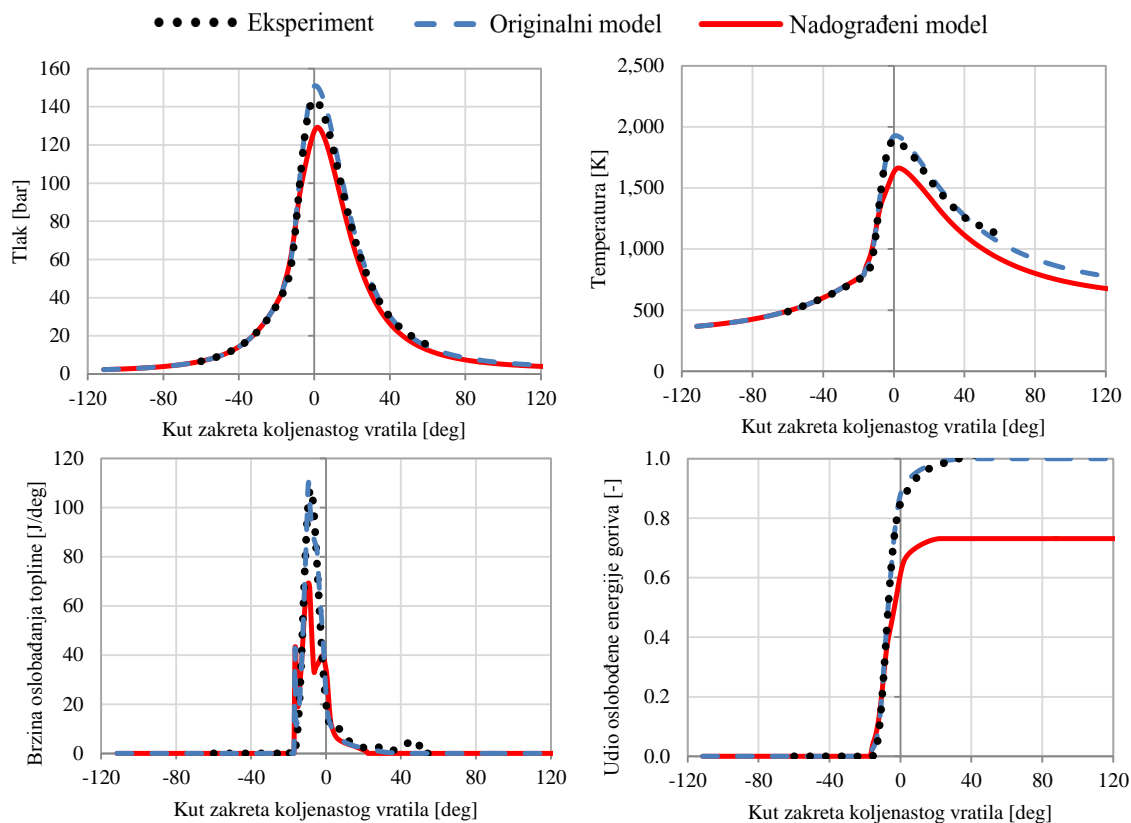 Eksperiment Originalni model Nadograđeni model
160
140
120
100
80
60
40
20
0
-120 -80 -40 0 40 80 120
Tlak [bar]
Kut zakreta koljenastog vratila [deg]
2,500
2,000
1,500
1,000
500
0
-120 -80 -40 0 40 80 120
Temperatura [K]
Kut zakreta koljenastog vratila [deg]
120
100
80
60
40
20
0
-120 -80 -40 0 40 80 120
Brzina oslobađanja topline [J/deg]
Kut zakreta koljenastog vratila [deg]
1.0
0.8
0.6
0.4
0.2
0.0
-120 -80 -40 0 40 80 120
Udio oslobođene energije goriva [-]
Kut zakreta koljenastog vratila [deg]